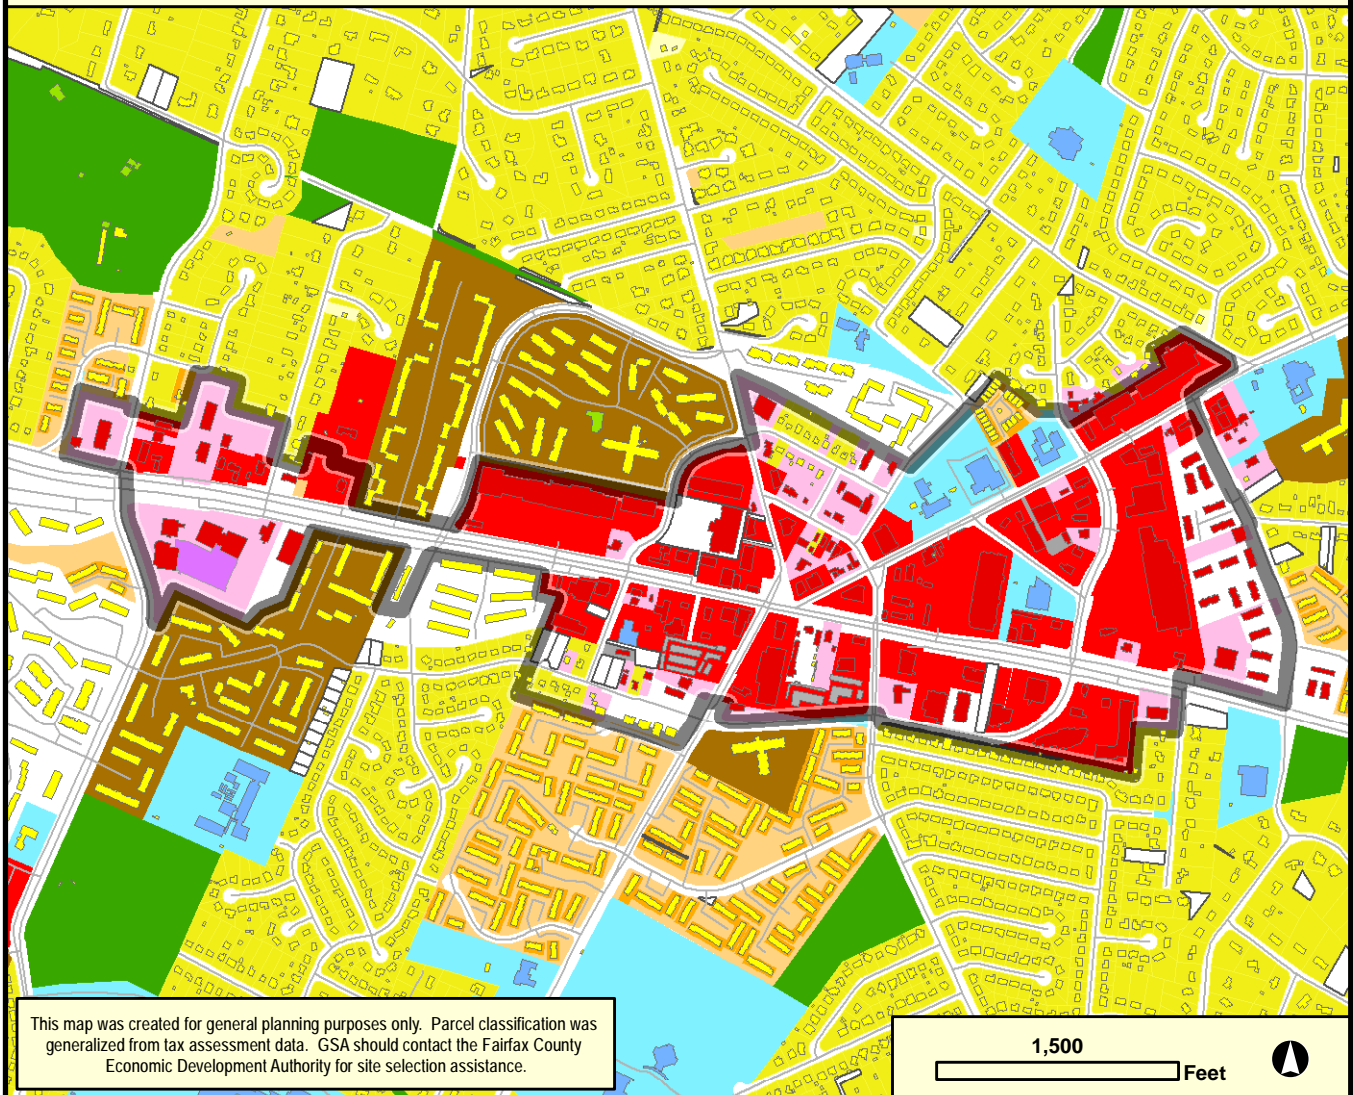 This map was created for general planning purposes only. Parcel classification was
generalized from tax assessment data. GSA should contact the Fairfax County
Economic Development Authority for site selection assistance.
1,500
Feet